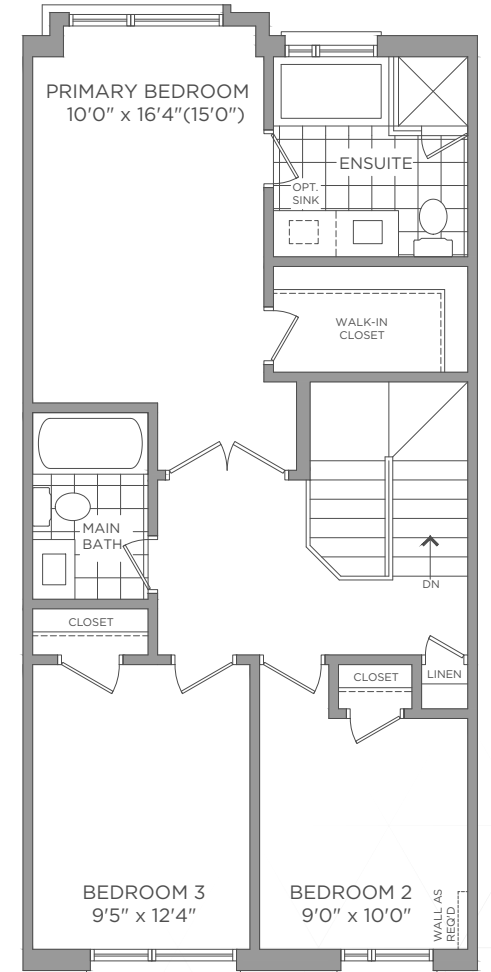 PRIMARY BEDROOM
10'0" x 16'4"(15'0")
ENSUITE
OPT.
SINK
WALK-IN
CLOSET
MAIN
BATH
DN
CLOSET
LINEN
CLOSET
BEDROOM 3
9'5" x 12'4"
BEDROOM 2
9'0" x 10'0"
WALL AS
REQ'D